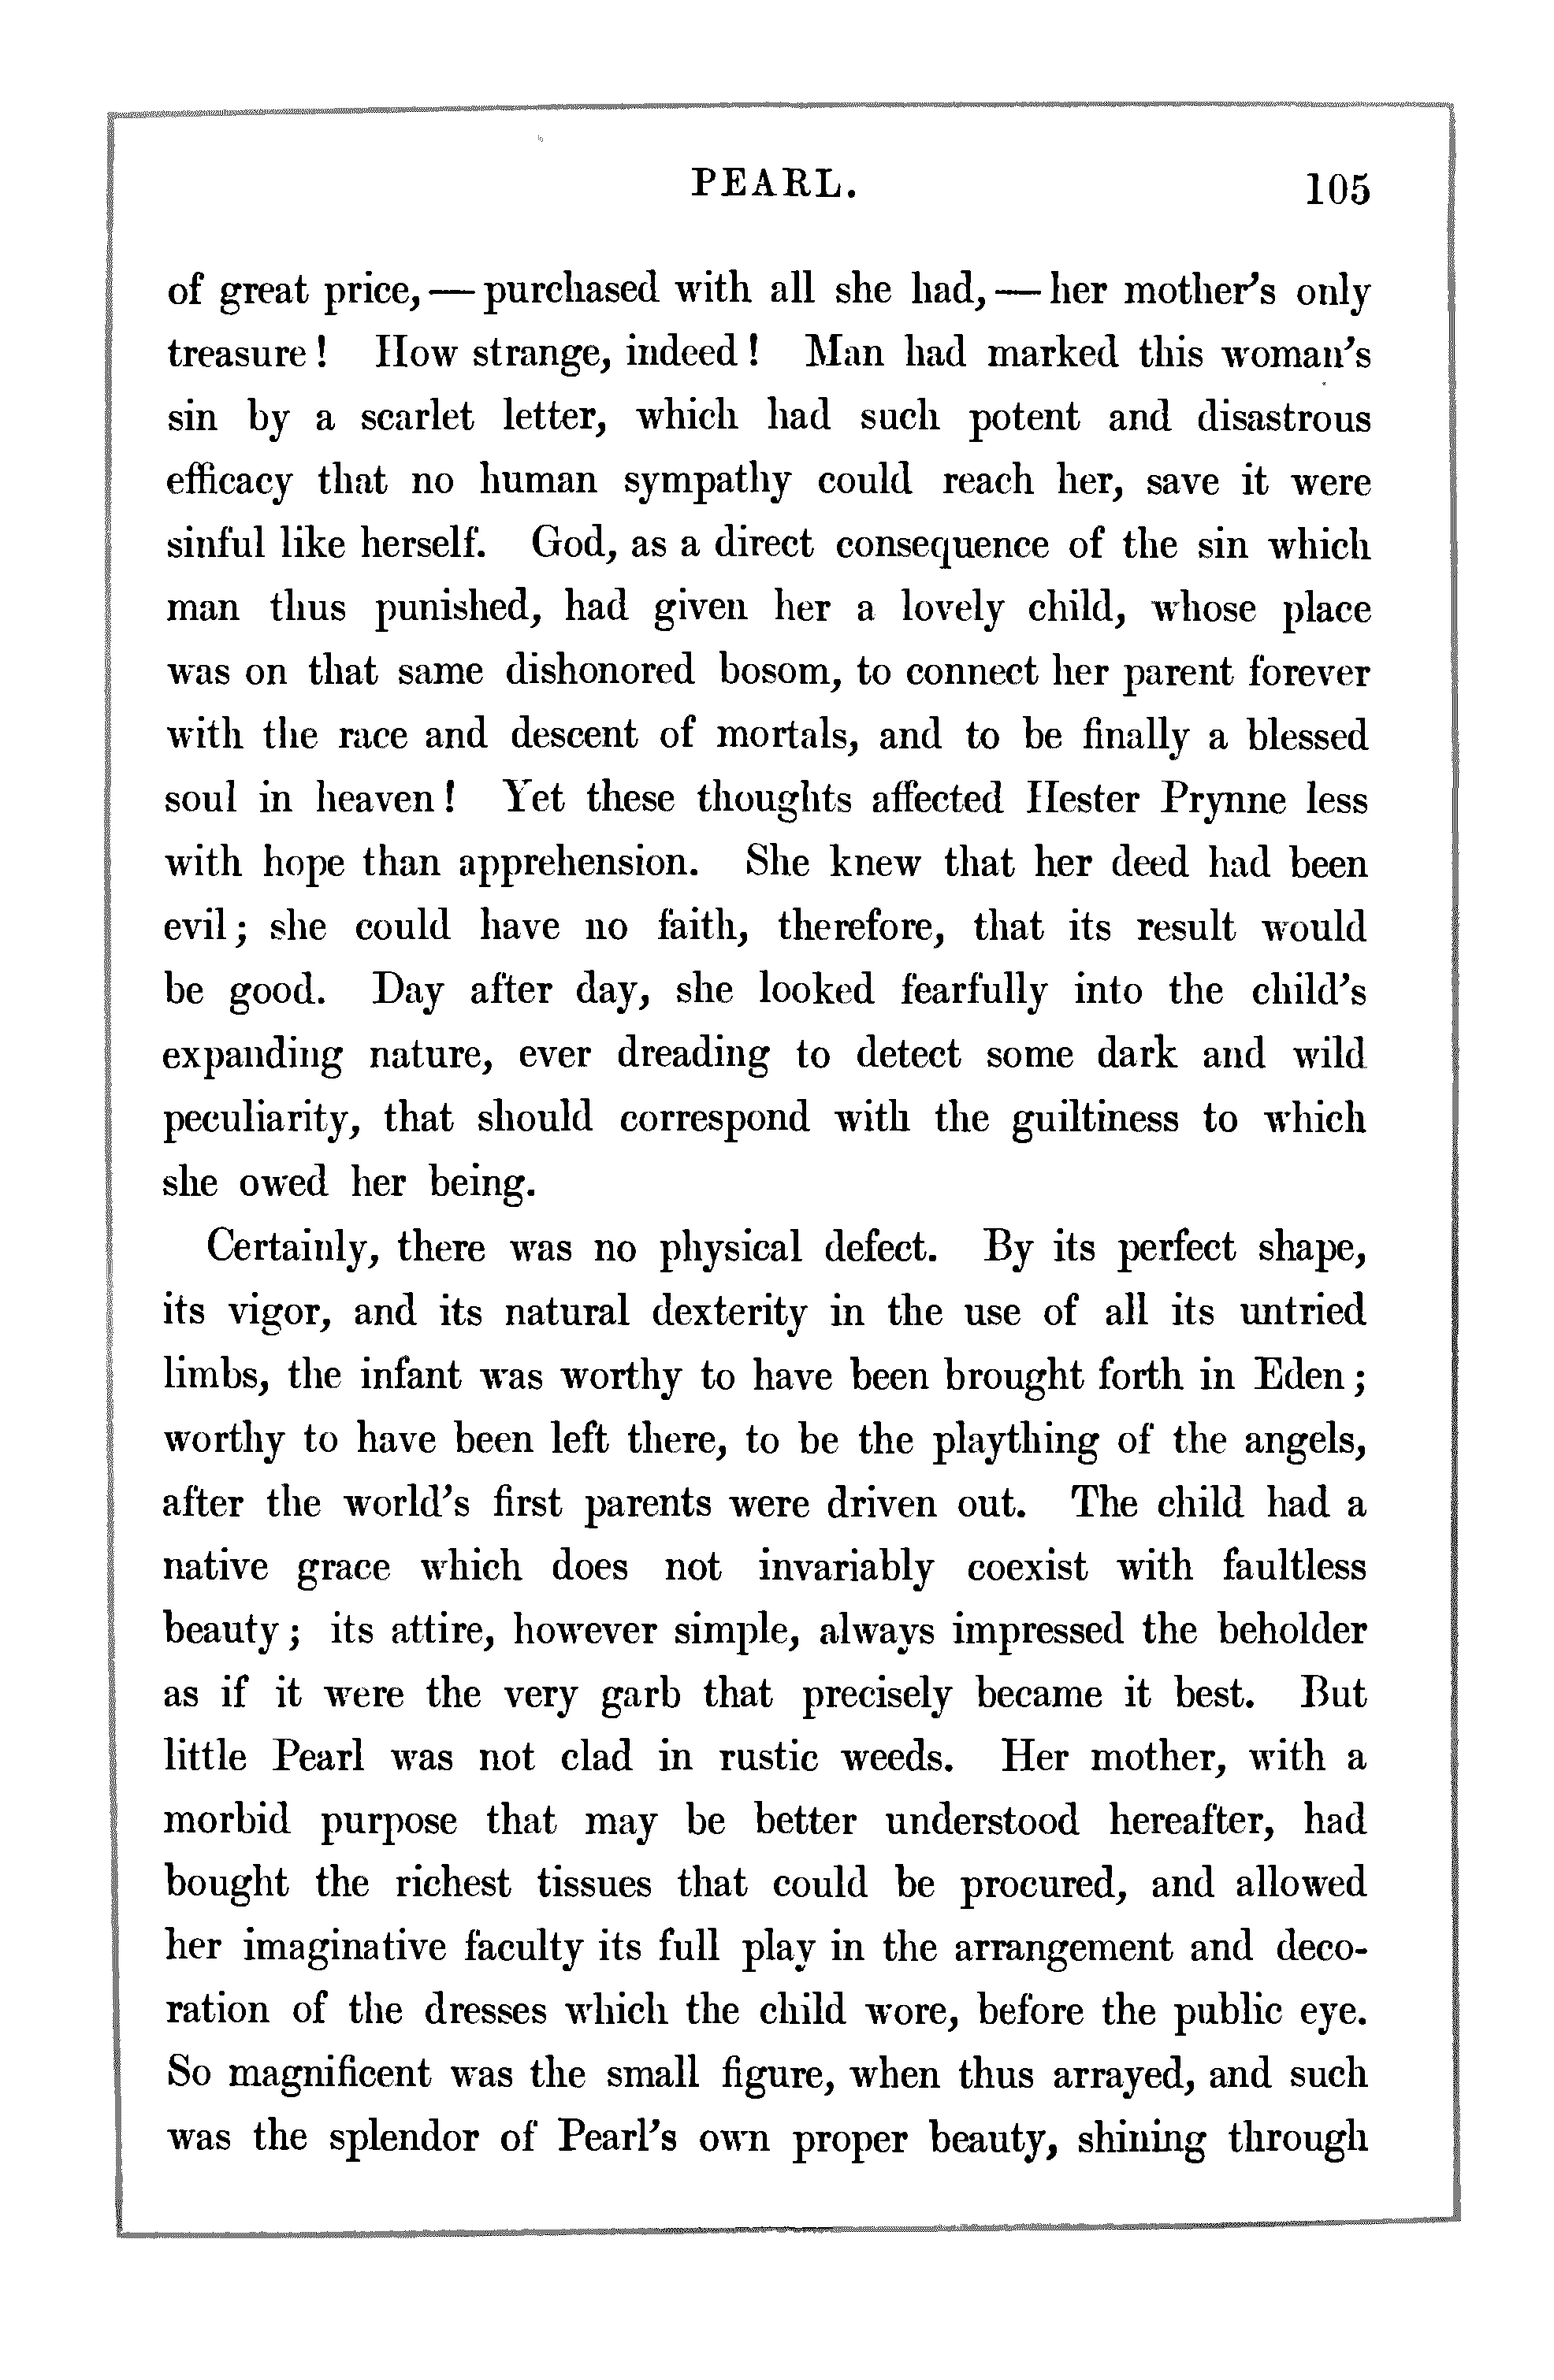 PEARL. 105
of great price,—purchased with all she had,—her mother's only
treasure! How strange, indeed! Man had marked this woman's
sin by a scarlet letter, which had such potent and disastrous
efficacy that no human sympathy could reach her, save it were
sinful like herself. God, as a direct consequence of the sin which
man thus punished, had given her a lovely child, whose place
was on that same dishonored bosom, to connect her parent forever
with the race and descent of mortals, and to be finally a blessed
soul in heaven! Yet these thoughts affected Hester Prynne less
with hope than apprehension. She knew that her deed had been
evil; she could have no faith, therefore, that its result would
be good. Day after day, she looked fearfully into the child's
expanding nature, ever dreading to detect some dark and wild
peculiarity, that should correspond with the guiltiness to which
she owed her being.
Certainly, there was no physical defect. By its perfect shape,
its vigor, and its natural dexterity in the use of all its untried
limbs, the infant was worthy to have been brought forth in Eden;
worthy to have been left there, to be the plaything of the angels,
after the world's first parents were driven out. The child had a
native grace which does not invariably coexist with faultless
beauty; its attire, however simple, always impressed the beholder
as if it were the very garb that precisely became it best. But
little Pearl was not clad in rustic weeds. Her mother, with a
morbid purpose that may be better understood hereafter, had
bought the richest tissues that could be procured, and allowed
her imaginative faculty its full play in the arrangement and deco-
ration of the dresses which the child wore, before the public eye.
So magnificent was the small figure, when thus arrayed, and such
was the splendor of Pearl's own proper beauty, shining through